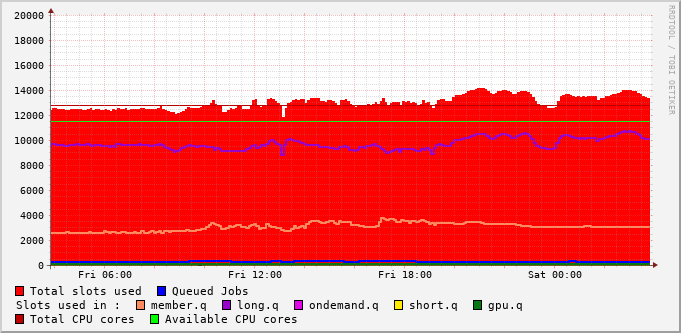 20000
18000
16000
14000
12000
10000
8000
6000
4000
2000
0
Fri 06:00 Fri 12:00 Fri 18:00 Sat 00:00
Total slots used Queued Jobs
Slots used in : member.q long.q ondemand.q short.q gpu.q
Total CPU cores Available CPU cores
RRDTOOL / TOBI OETIKER